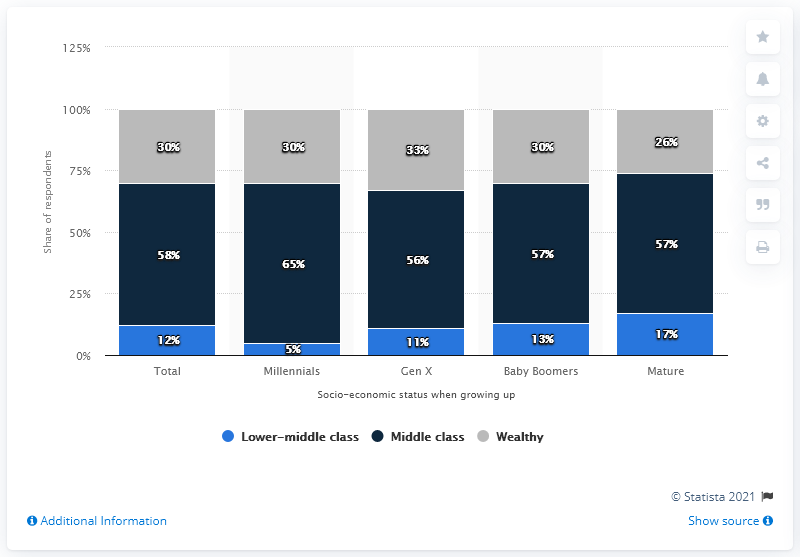 125%
100%
75%
50%
25%
0%
Share of respondents
30%
30%
33%
30%
26%
58%
65%
56%
57%
57%
12%
5%
11%
13%
17%
Total
Millennials
Gen X
Baby Boomers
Mature
Socio-economic status when growing up
Lower-middle class Middle class Wealthy
© Statista 2021
Additional Information
Show source